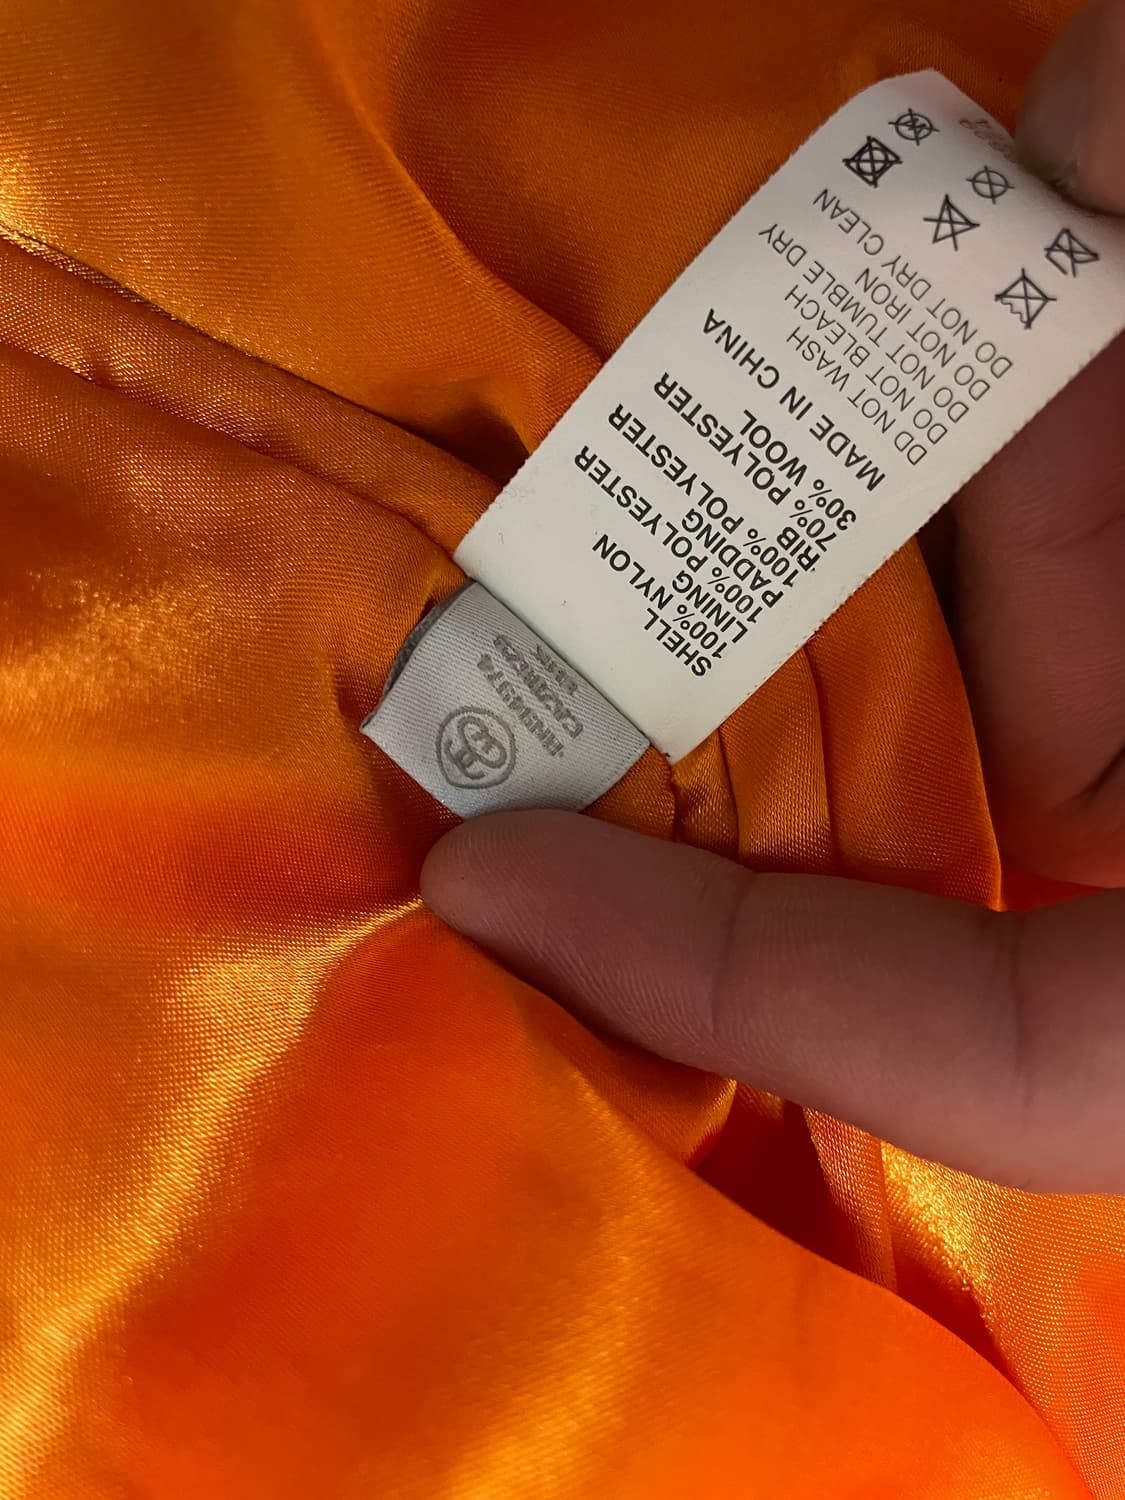 SHELL
100% NYLON
LINING
100% POLYESTER
PADDING
100% POLYESTER
RIB
70% POLYESTER
30% WOOL
MADE IN CHINA
DO NOT WASH
DO NOT BLEACH
DO NOT TUMBLE DRY
DO NOT IRON
DO NOT DRY CLEAN